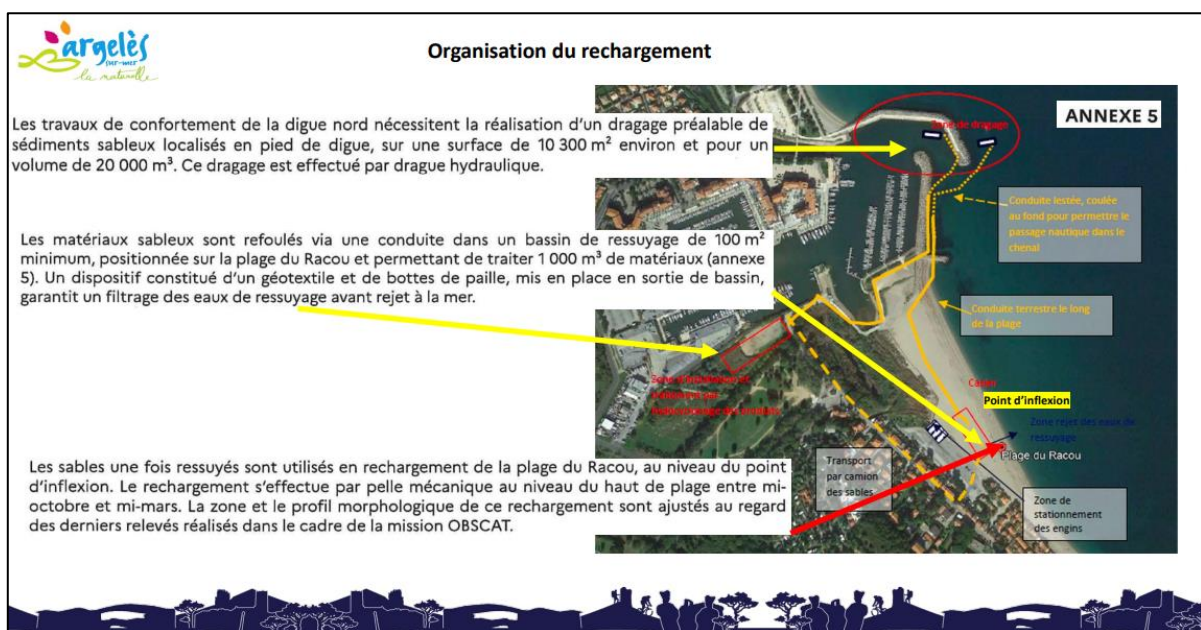 argelès
sur-mer
la naturelle
Organisation du rechargement
Les travaux de confortement de la digue nord nécessitent la réalisation d'un dragage préalable de
sédiments sableux localisés en pied de digue, sur une surface de 10 300 m² environ et pour un
volume de 20 000 m³. Ce dragage est effectué par drague hydraulique.
Les matériaux sableux sont refoulés via une conduite dans un bassin de ressuyage de 100 m²
minimum, positionnée sur la plage du Racou et permettant de traiter 1 000 m³ de matériaux (annexe
5). Un dispositif constitué d'un géotextile et de bottes de paille, mis en place en sortie de bassin,
garantit un filtrage des eaux de ressuyage avant rejet à la mer.
Les sables une fois ressuyés sont utilisés en rechargement de la plage du Racou, au niveau du point
d'inflexion. Le rechargement s'effectue par pelle mécanique au niveau du haut de plage entre mi-
octobre et mi-mars. La zone et le profil morphologique de ce rechargement sont ajustés au regard
des derniers relevés réalisés dans le cadre de la mission OBSCAT.
ANNEXE 5
de dragage
Conduite lestée, coulée
au fond pour permettre le
passage nautique dans le
chenal
Conduite terrestre le long
de la plage
Point d'inflexion
Zone rejet des eaux de
ressuyage
Plage du Racou
Transport
par camion
des sables
Zone de
stationnement
des engins